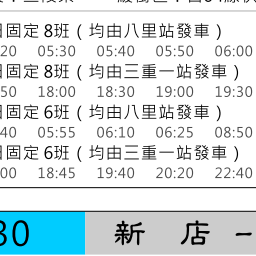 日固定 8班 ( 均由八里站發車 )
20 05:30 05:40 05:50 06:00
日固定 8班 ( 均由三重一站發車 )
50 18:00 18:30 19:00 19:30
日固定 6班 ( 均由八里站發車 )
40 05:55 06:10 06:25 08:50
日固定 6班 ( 均由三重一站發車 )
00 18:45 19:40 20:20 22:40
30 新 店 -